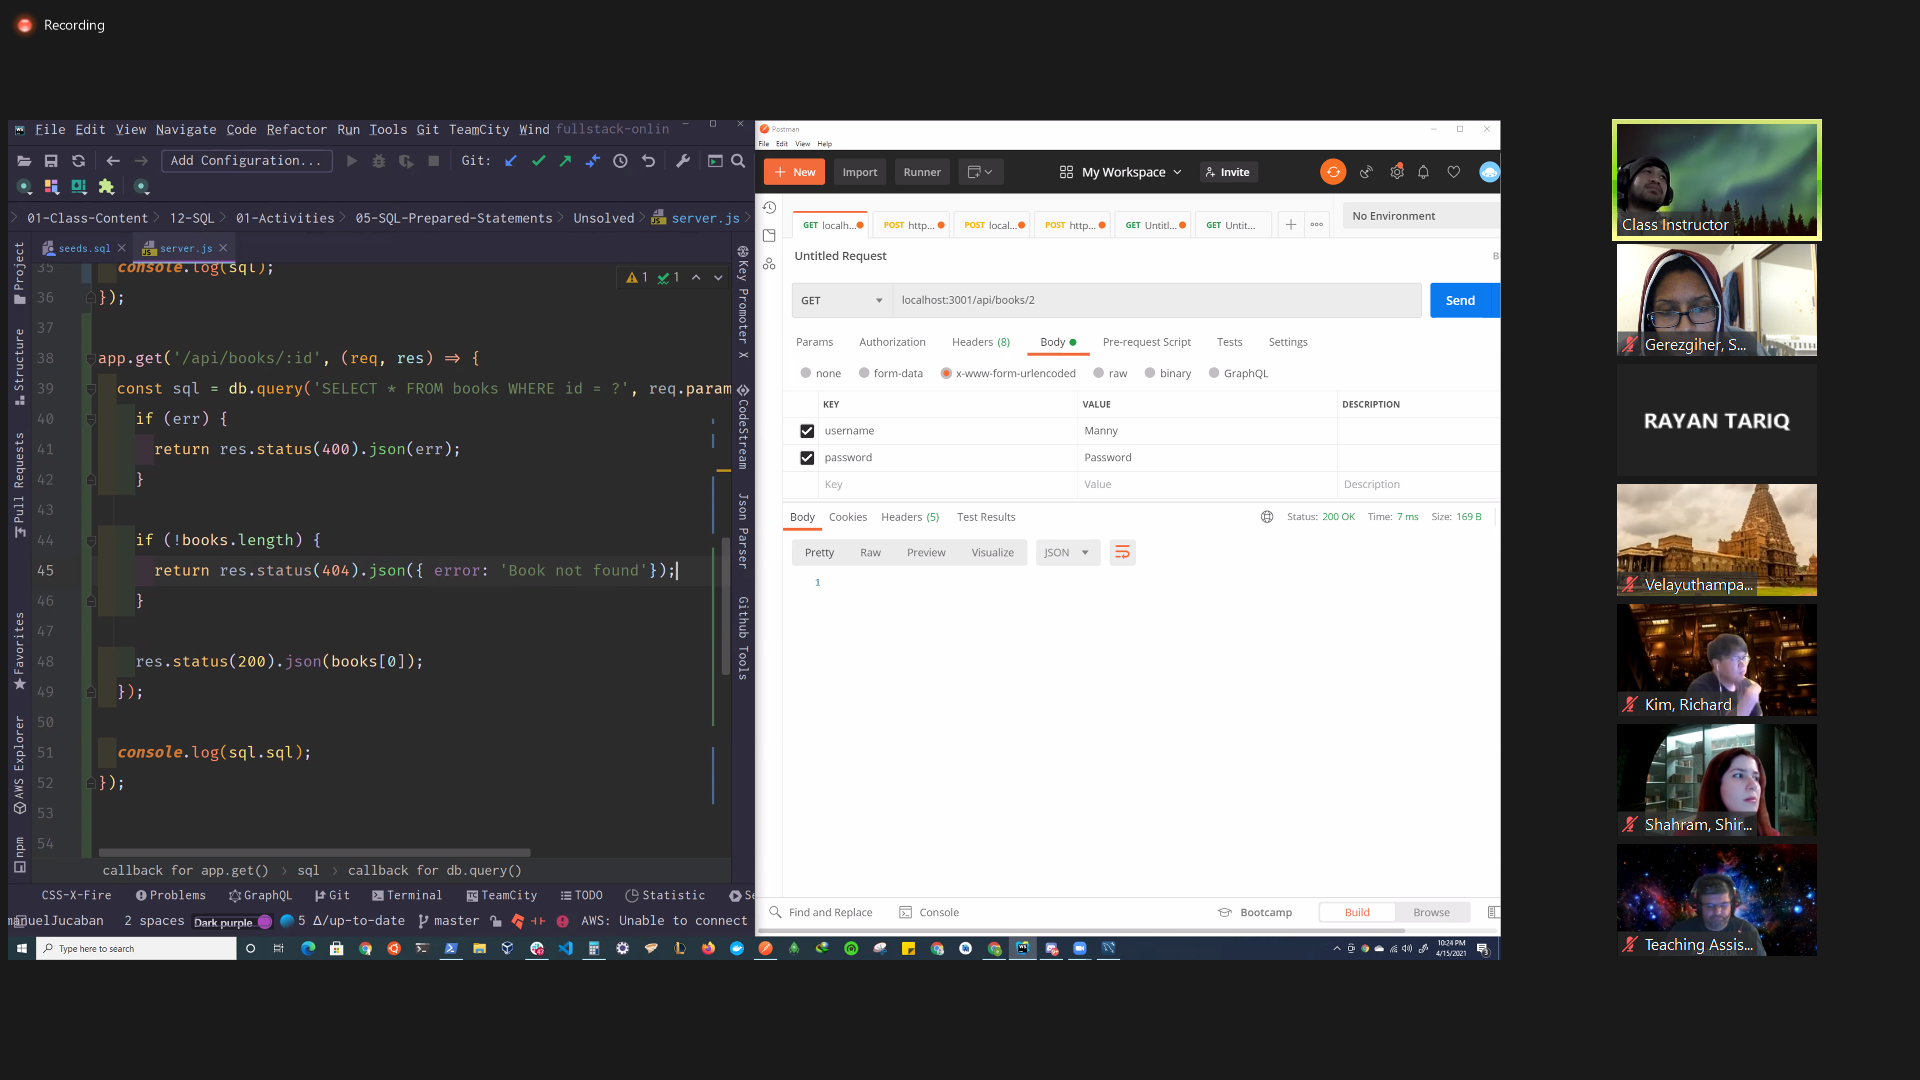 Recording
File Edit View Navigate Code Refactor Run Tools Git TeamCity Wind fullstack-onlin
Add Configuration... Git:
01-Class-Content 12-SQL 01-Activities 05-SQL-Prepared-Statements Unsolved server.js
seeds.sql server.js
Project
Structure
Pull Requests
Favorites
AWS Explorer
npm
35 console.log(sql);
1 1
36 });
37
38 app.get('/api/books/:id', (req, res) => {
39 const sql = db.query('SELECT * FROM books WHERE id = ?', req.param
40 if (err) {
41 return res.status(400).json(err);
42 }
43
44 if (!books.length) {
45 return res.status(404).json({ error: 'Book not found'});
46 }
47
48 res.status(200).json(books[0]);
49 });
50
51 console.log(sql.sql);
52 });
53
54
Key Promoter X
CodeStream
Json Parser
Github Tools
callback for app.get() › sql › callback for db.query()
CSS-X-Fire Problems GraphQL Git Terminal TeamCity TODO Statistic Se
manuelJucaban 2 spaces Dark purple 5 Δ/up-to-date master AWS: Unable to connect
Postman
File Edit View Help
+ New Import Runner My Workspace Invite
GET localh... POST http... POST local... POST http... GET Untitl... GET Untit... No Environment
Untitled Request
GET localhost:3001/api/books/2 Send
Params Authorization Headers (8) Body Pre-request Script Tests Settings
none form-data x-www-form-urlencoded raw binary GraphQL
KEY VALUE DESCRIPTION
username Manny
password Password
Key Value Description
Body Cookies Headers (5) Test Results Status: 200 OK Time: 7 ms Size: 169 B
Pretty Raw Preview Visualize JSON
1
Find and Replace Console Bootcamp Build Browse
Type here to search
10:24 PM
4/15/2021
3
Class Instructor
Gerezgiher, S...
RAYAN TARIQ
Velayuthampa...
Kim, Richard
Shahram, Shir...
Teaching Assis...